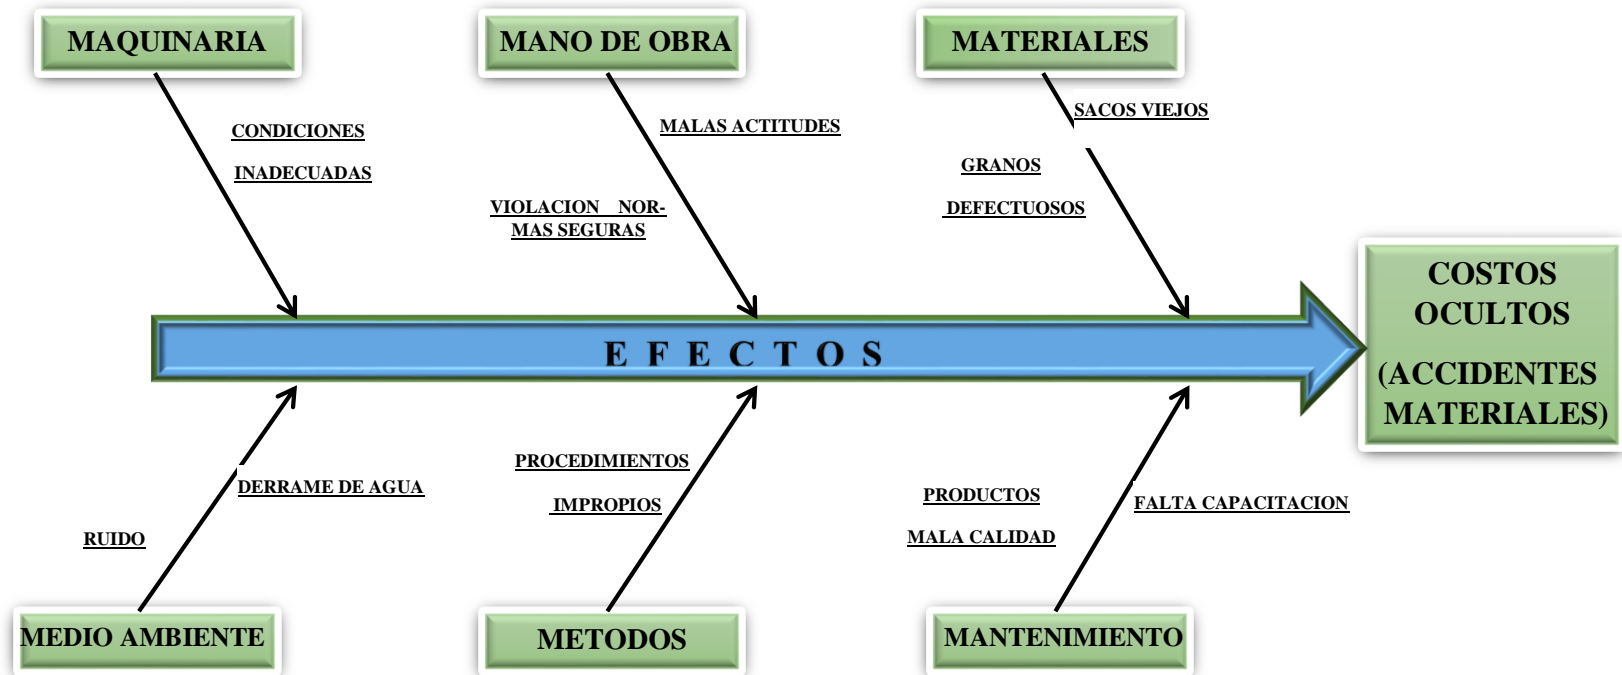 MAQUINARIA
MANO DE OBRA
MATERIALES
CONDICIONES
INADECUADAS
MALAS ACTITUDES
VIOLACION NOR-
MAS SEGURAS
SACOS VIEJOS
GRANOS
DEFECTUOSOS
E F E C T O S
COSTOS
OCULTOS
(ACCIDENTES
MATERIALES)
DERRAME DE AGUA
RUIDO
PROCEDIMIENTOS
IMPROPIOS
PRODUCTOS
MALA CALIDAD
FALTA CAPACITACION
MEDIO AMBIENTE
METODOS
MANTENIMIENTO